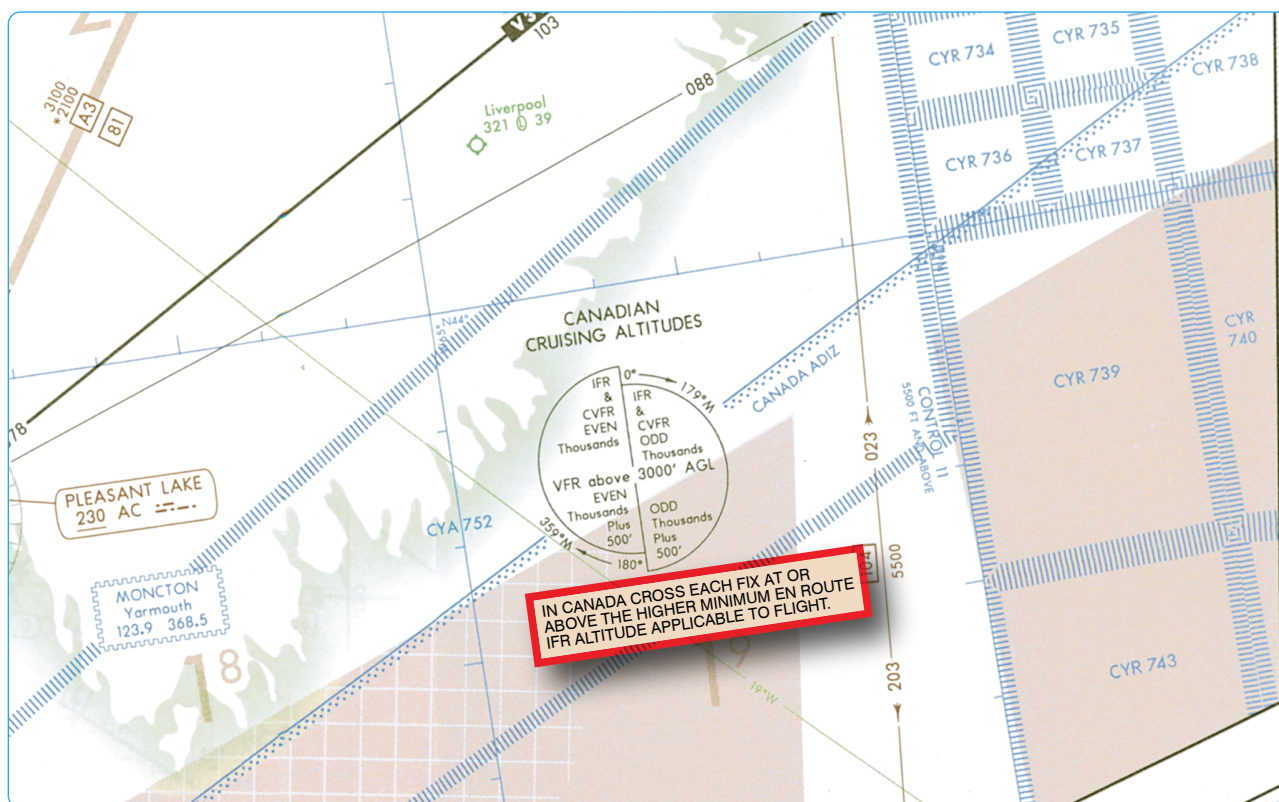 V3
103
3100
*2100
A3
81
Liverpool
321 Ⓛ 39
088
CYR 734
CYR 735
CYR 738
CYR 736
CYR 737
CYR 739
CYR
740
CYR 743
N44°
CANADIAN
CRUISING ALTITUDES
0°
179°W
IFR
&
CVFR
EVEN
Thousands
IFR
&
CVFR
ODD
Thousands
VFR above 3000' AGL
EVEN
Thousands
Plus
500'
ODD
Thousands
Plus
500'
359°W
180°
CANADA ADIZ
CONTROL 11
5500 FT AND ABOVE
023
5500
203
78
PLEASANT LAKE
230 AC
CYA 752
MONCTON
Yarmouth
123.9 368.5
18
19
19°W
IN CANADA CROSS EACH FIX AT OR
ABOVE THE HIGHER MINIMUM EN ROUTE
IFR ALTITUDE APPLICABLE TO FLIGHT.